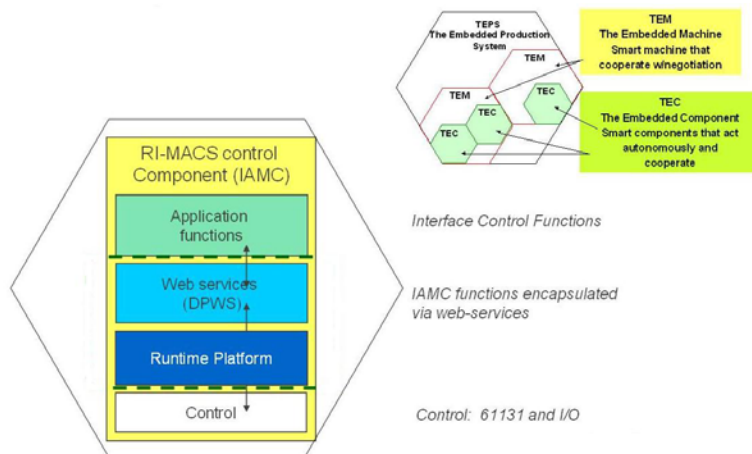 TEPS
The Embedded Production
System
TEM
TEM
TEC
TEC
TEC
TEM
The Embedded Machine
Smart machine that
cooperate w/negotiation
TEC
The Embedded Component
Smart components that act
autonomously and
cooperate
RI-MACS control
Component (IAMC)
Application
functions
Web services
(DPWS)
Runtime Platform
Control
Interface Control Functions
IAMC functions encapsulated
via web-services
Control: 61131 and I/O